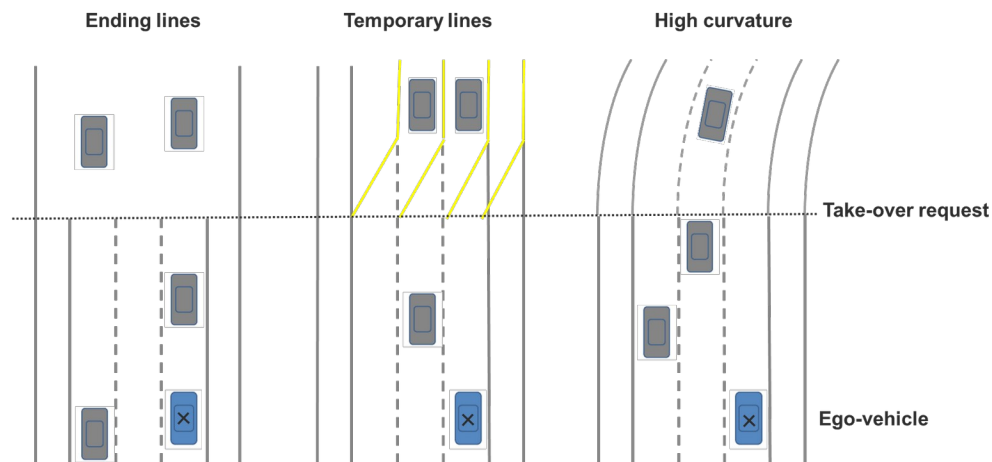 Ending lines
Temporary lines
High curvature
Take-over request
Ego-vehicle